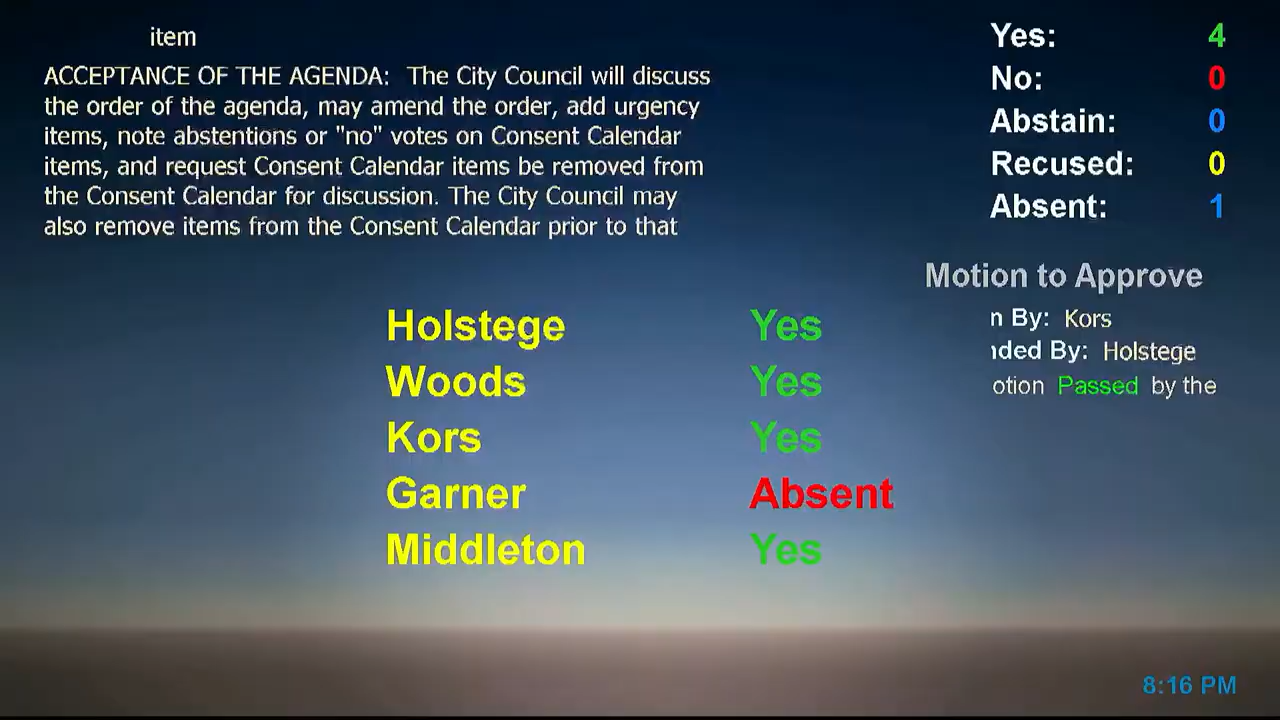 item
ACCEPTANCE OF THE AGENDA: The City Council will discuss
the order of the agenda, may amend the order, add urgency
items, note abstentions or "no" votes on Consent Calendar
items, and request Consent Calendar items be removed from
the Consent Calendar for discussion. The City Council may
also remove items from the Consent Calendar prior to that
Yes: 4
No: 0
Abstain: 0
Recused: 0
Absent: 1
Motion to Approve
n By: Kors
nded By: Holstege
otion Passed by the
Holstege Yes
Woods Yes
Kors Yes
Garner Absent
Middleton Yes
8:16 PM